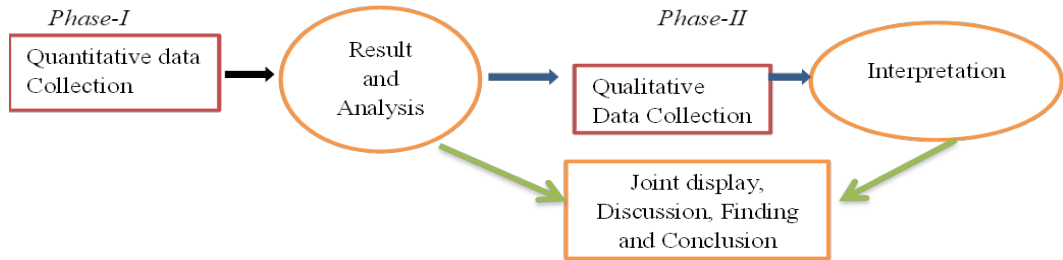 Phase-I
Quantitative data
Collection
Result
and
Analysis
Phase-II
Qualitative
Data Collection
Interpretation
Joint display,
Discussion, Finding
and Conclusion